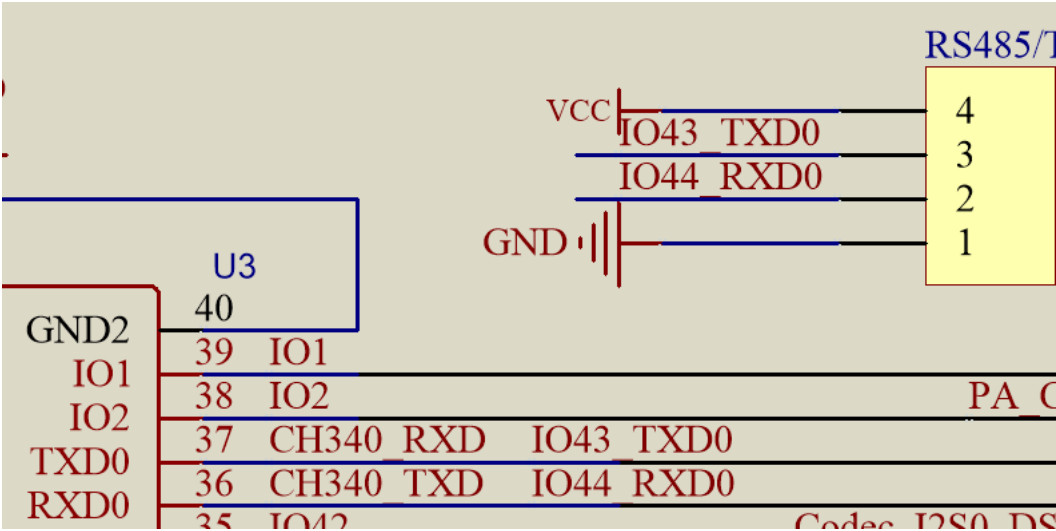 RS485/T
VCC
4
IO43_TXD0
3
IO44_RXD0
2
GND
1
U3
40
GND2
39 IO1
IO1
38 IO2
PA_C
IO2
37 CH340_RXD IO43_TXD0
TXD0
36 CH340_TXD IO44_RXD0
RXD0
35 IO42
Codec_I2S0_DS